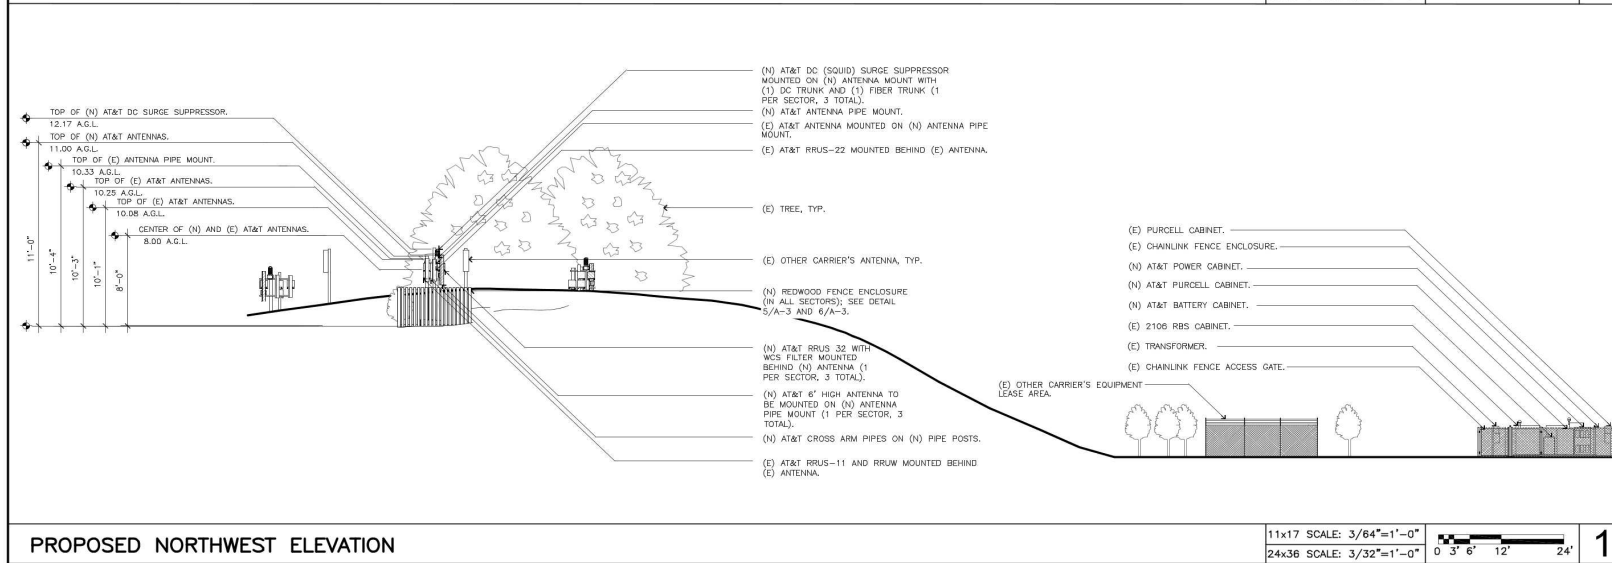 TOP OF (N) AT&T DC SURGE SUPPRESSOR.
12.17 A.G.L.
TOP OF (N) AT&T ANTENNAS.
11.00 A.G.L.
TOP OF (E) ANTENNA PIPE MOUNT.
10.33 A.G.L.
TOP OF (E) AT&T ANTENNAS.
10.25 A.G.L.
TOP OF (E) AT&T ANTENNAS.
10.08 A.G.L.
CENTER OF (N) AND (E) AT&T ANTENNAS.
8.00 A.G.L.
11'-0"
10'-4"
10'-3"
10'-1"
8'-0"
(N) AT&T DC (SQUID) SURGE SUPPRESSOR
MOUNTED ON (N) ANTENNA MOUNT WITH
(1) DC TRUNK AND (1) FIBER TRUNK (1
PER SECTOR, 3 TOTAL).
(N) AT&T ANTENNA PIPE MOUNT.
(E) AT&T ANTENNA MOUNTED ON (N) ANTENNA PIPE
MOUNT.
(E) AT&T RRUS-22 MOUNTED BEHIND (E) ANTENNA.
(E) TREE, TYP.
(E) OTHER CARRIER'S ANTENNA, TYP.
(N) REDWOOD FENCE ENCLOSURE
(IN ALL SECTORS); SEE DETAIL
5/A-3 AND 6/A-3.
(N) AT&T RRUS 32 WITH
WCS FILTER MOUNTED
BEHIND (N) ANTENNA (1
PER SECTOR, 3 TOTAL).
(N) AT&T 6' HIGH ANTENNA TO
BE MOUNTED ON (N) ANTENNA
PIPE MOUNT (1 PER SECTOR, 3
TOTAL).
(N) AT&T CROSS ARM PIPES ON (N) PIPE POSTS.
(E) AT&T RRUS-11 AND RRUW MOUNTED BEHIND
(E) ANTENNA.
(E) PURCELL CABINET.
(E) CHAINLINK FENCE ENCLOSURE.
(N) AT&T POWER CABINET.
(N) AT&T PURCELL CABINET.
(N) AT&T BATTERY CABINET.
(E) 2106 RBS CABINET.
(E) TRANSFORMER.
(E) CHAINLINK FENCE ACCESS GATE.
(E) OTHER CARRIER'S EQUIPMENT
LEASE AREA.
PROPOSED NORTHWEST ELEVATION
11x17 SCALE: 3/64"=1'-0"
24x36 SCALE: 3/32"=1'-0"
0 3' 6' 12' 24'
1